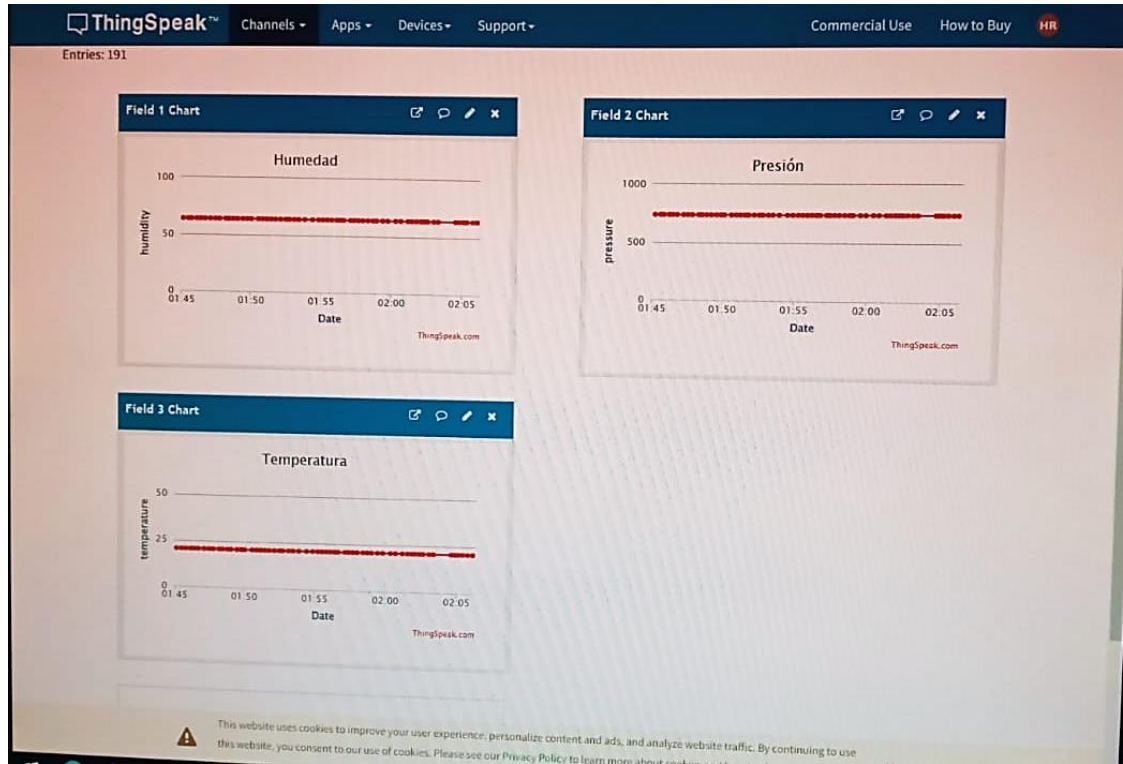 ThingSpeak™ Channels Apps Devices Support Commercial Use How to Buy HR
Entries: 191
Field 1 Chart
Humedad
100
50
0
humidity
01:45 01:50 01:55 02:00 02:05
Date
ThingSpeak.com
Field 2 Chart
Presión
1000
500
0
pressure
01:45 01:50 01:55 02:00 02:05
Date
ThingSpeak.com
Field 3 Chart
Temperatura
50
25
0
temperature
01:45 01:50 01:55 02:00 02:05
Date
ThingSpeak.com
This website uses cookies to improve your user experience, personalize content and ads, and analyze website traffic. By continuing to use
this website, you consent to our use of cookies. Please see our Privacy Policy to learn more about cookies and